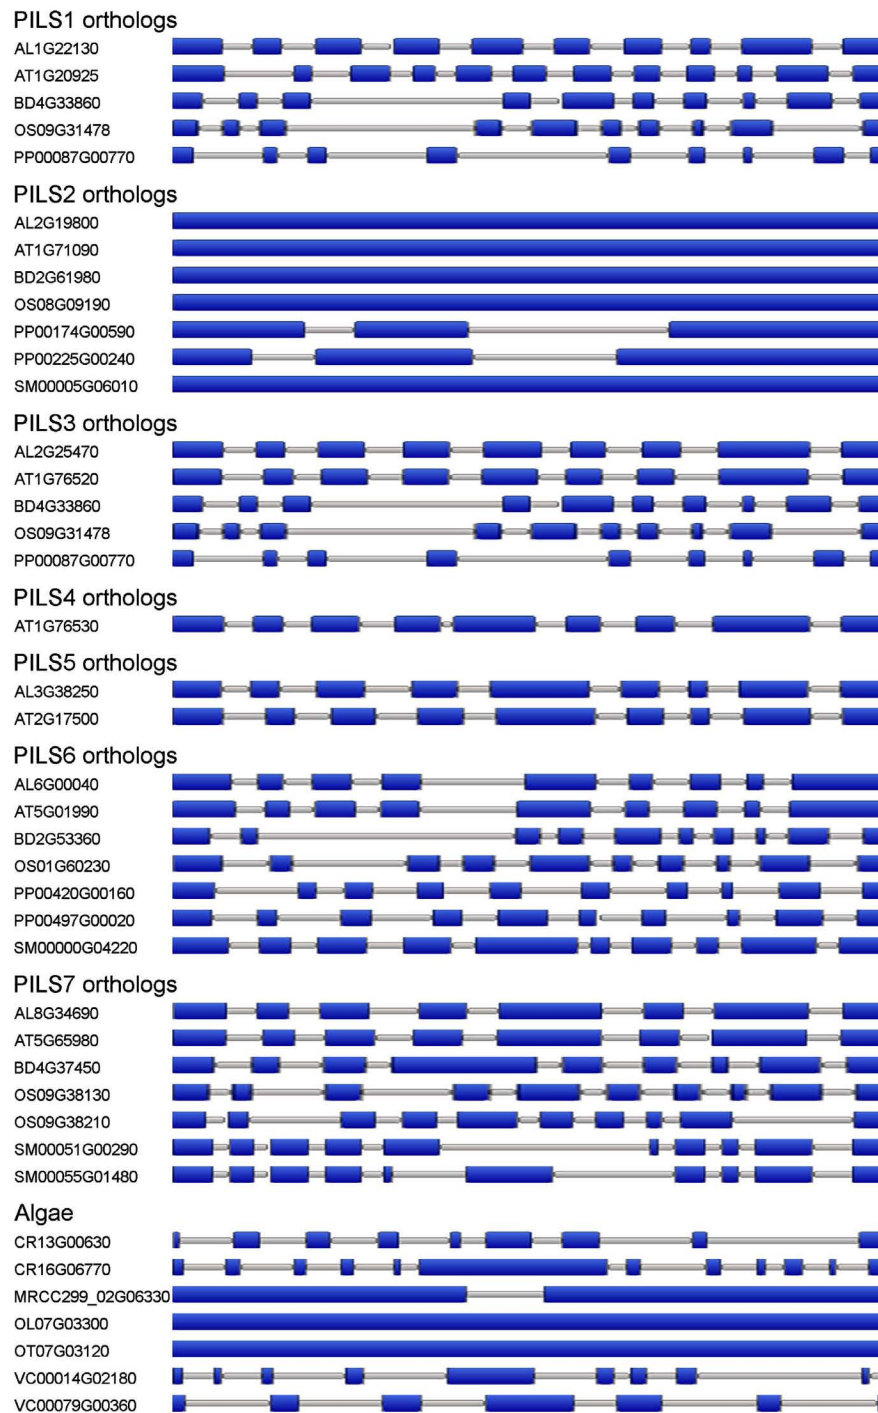 PILS1 orthologs
AL1G22130
AT1G20925
BD4G33860
OS09G31478
PP00087G00770
PILS2 orthologs
AL2G19800
AT1G71090
BD2G61980
OS08G09190
PP00174G00590
PP00225G00240
SM00005G06010
PILS3 orthologs
AL2G25470
AT1G76520
BD4G33860
OS09G31478
PP00087G00770
PILS4 orthologs
AT1G76530
PILS5 orthologs
AL3G38250
AT2G17500
PILS6 orthologs
AL6G00040
AT5G01990
BD2G53360
OS01G60230
PP00420G00160
PP00497G00020
SM00000G04220
PILS7 orthologs
AL8G34690
AT5G65980
BD4G37450
OS09G38130
OS09G38210
SM00051G00290
SM00055G01480
Algae
CR13G00630
CR16G06770
MRCC299_02G06330
OL07G03300
OT07G03120
VC00014G02180
VC00079G00360